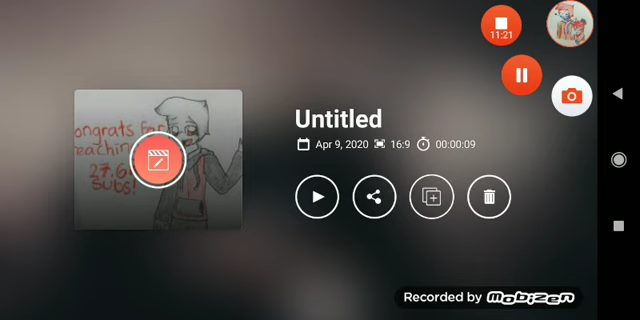 11:21
Untitled
Apr 9, 2020 16:9 00:00:09
ongrats For
eachin
27.6
Subs!
Recorded by Mobizen